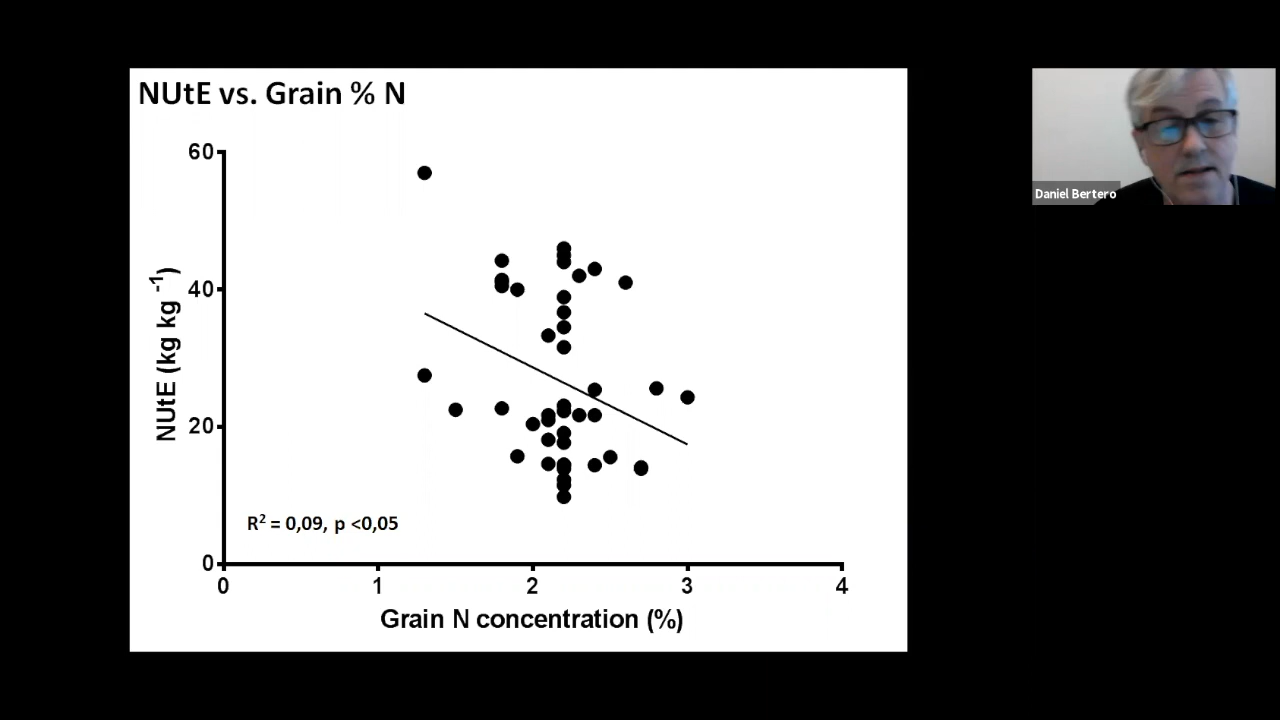 NUtE vs. Grain % N
60
40
20
0
NUtE (kg kg -1)
R2 = 0,09, p <0,05
0 1 2 3 4
Grain N concentration (%)
Daniel Bertero